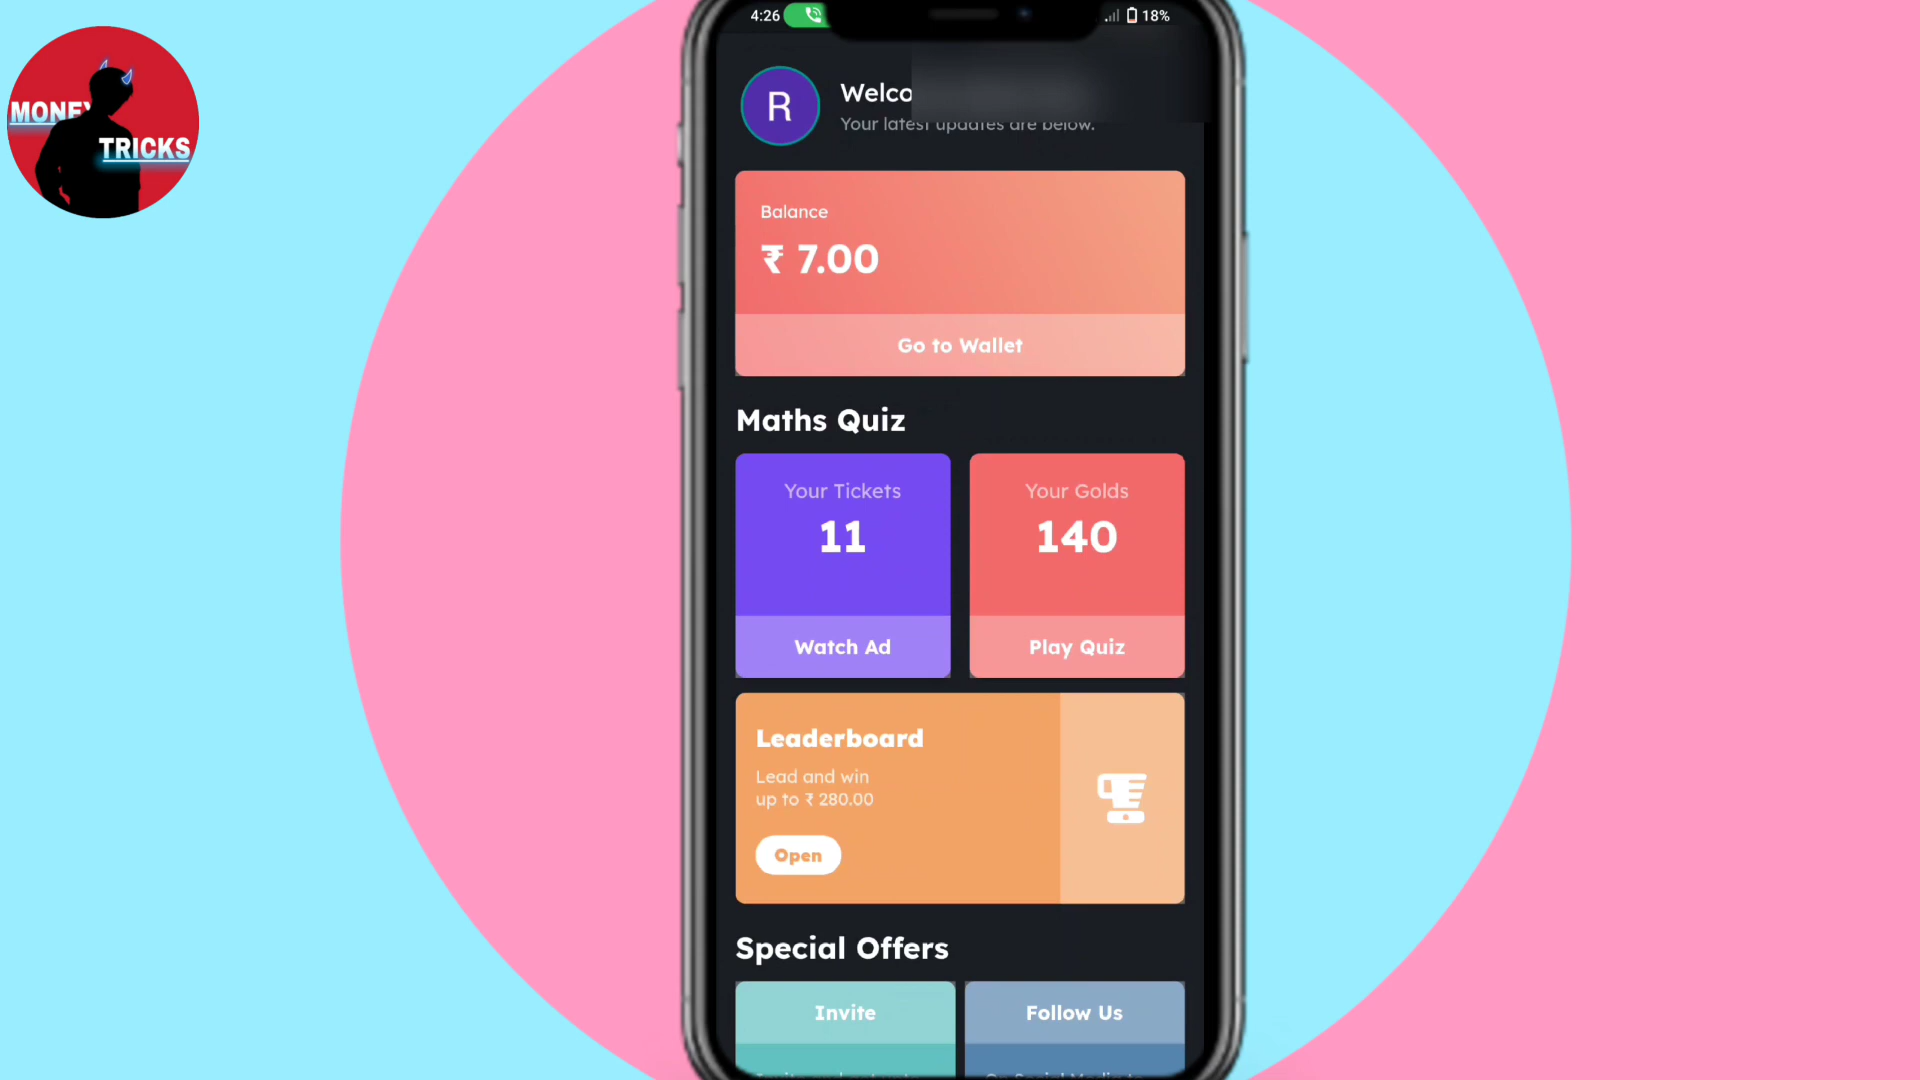 MONEY
TRICKS
4:26
18%
R
Welco
Your latest updates are below.
Balance
₹ 7.00
Go to Wallet
Maths Quiz
Your Tickets
11
Watch Ad
Your Golds
140
Play Quiz
Leaderboard
Lead and win
up to ₹ 280.00
Open
Special Offers
Invite
Follow Us